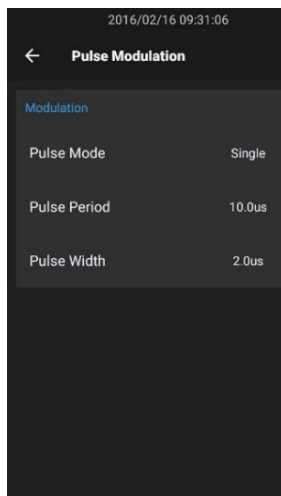 2016/02/16 09:31:06
Pulse Modulation
Modulation
Pulse Mode Single
Pulse Period 10.0us
Pulse Width 2.0us